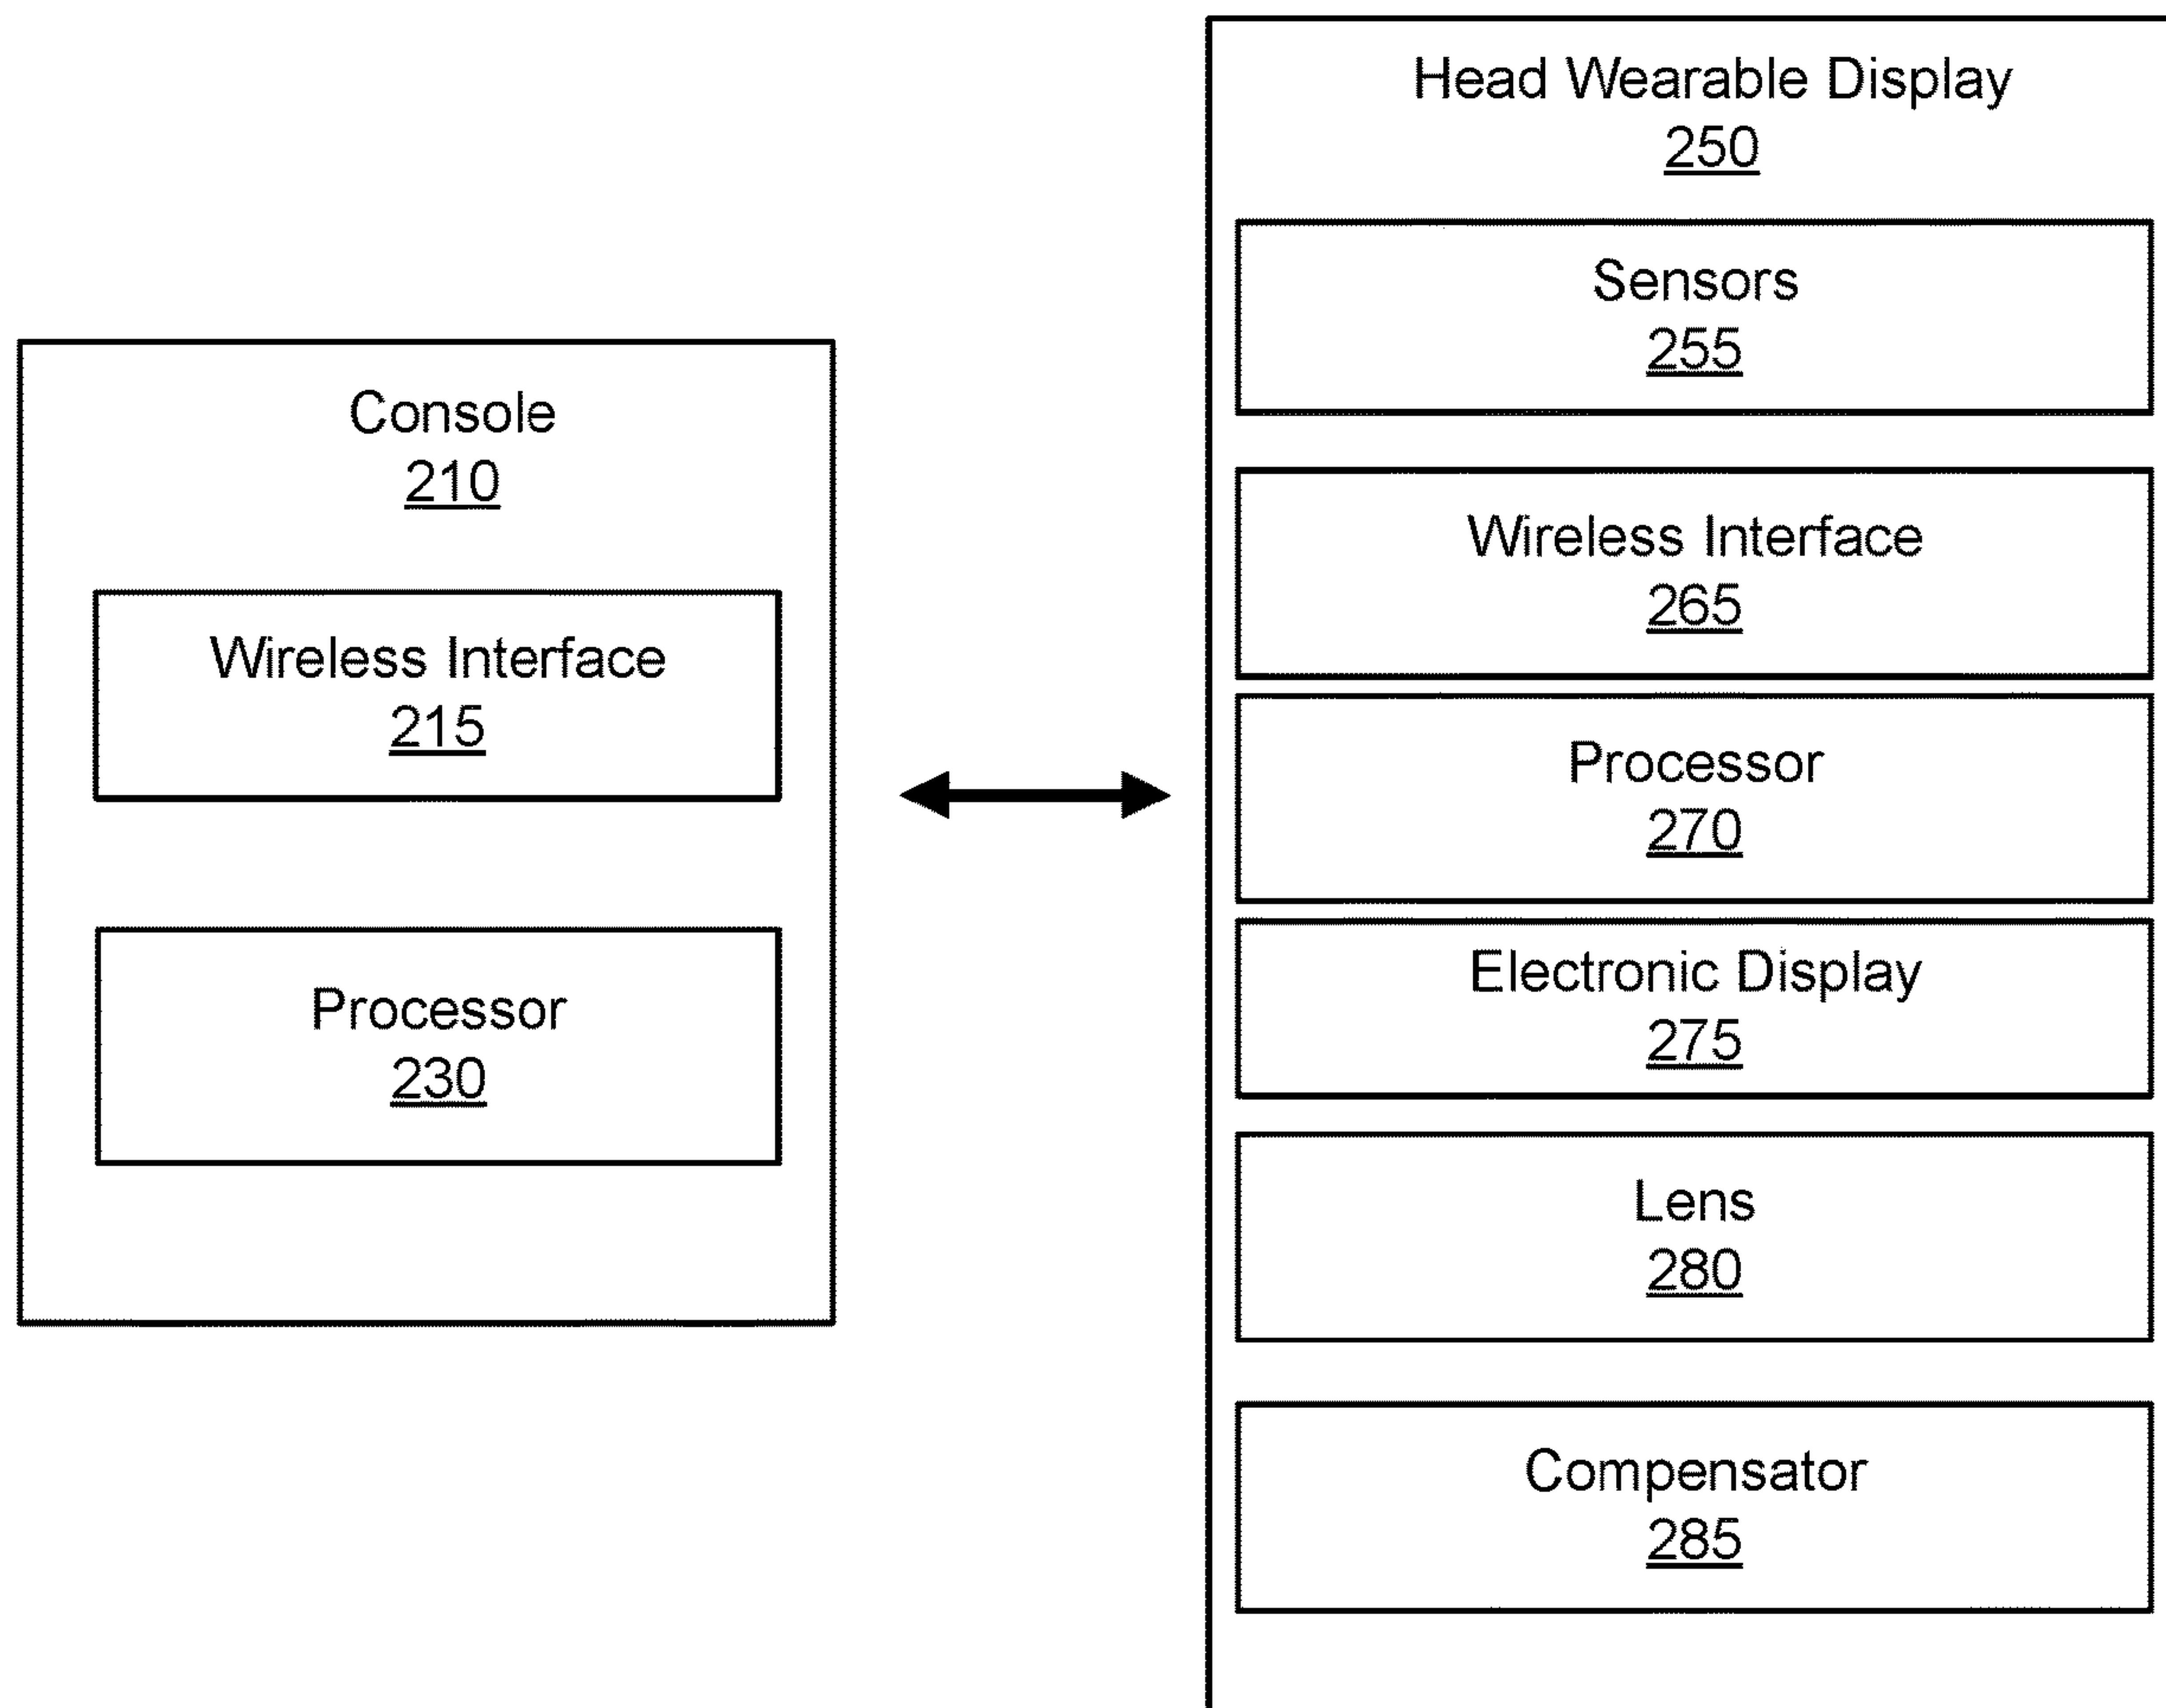 Console
210
Wireless Interface
215
Processor
230
Head Wearable Display
250
Sensors
255
Wireless Interface
265
Processor
270
Electronic Display
275
Lens
280
Compensator
285